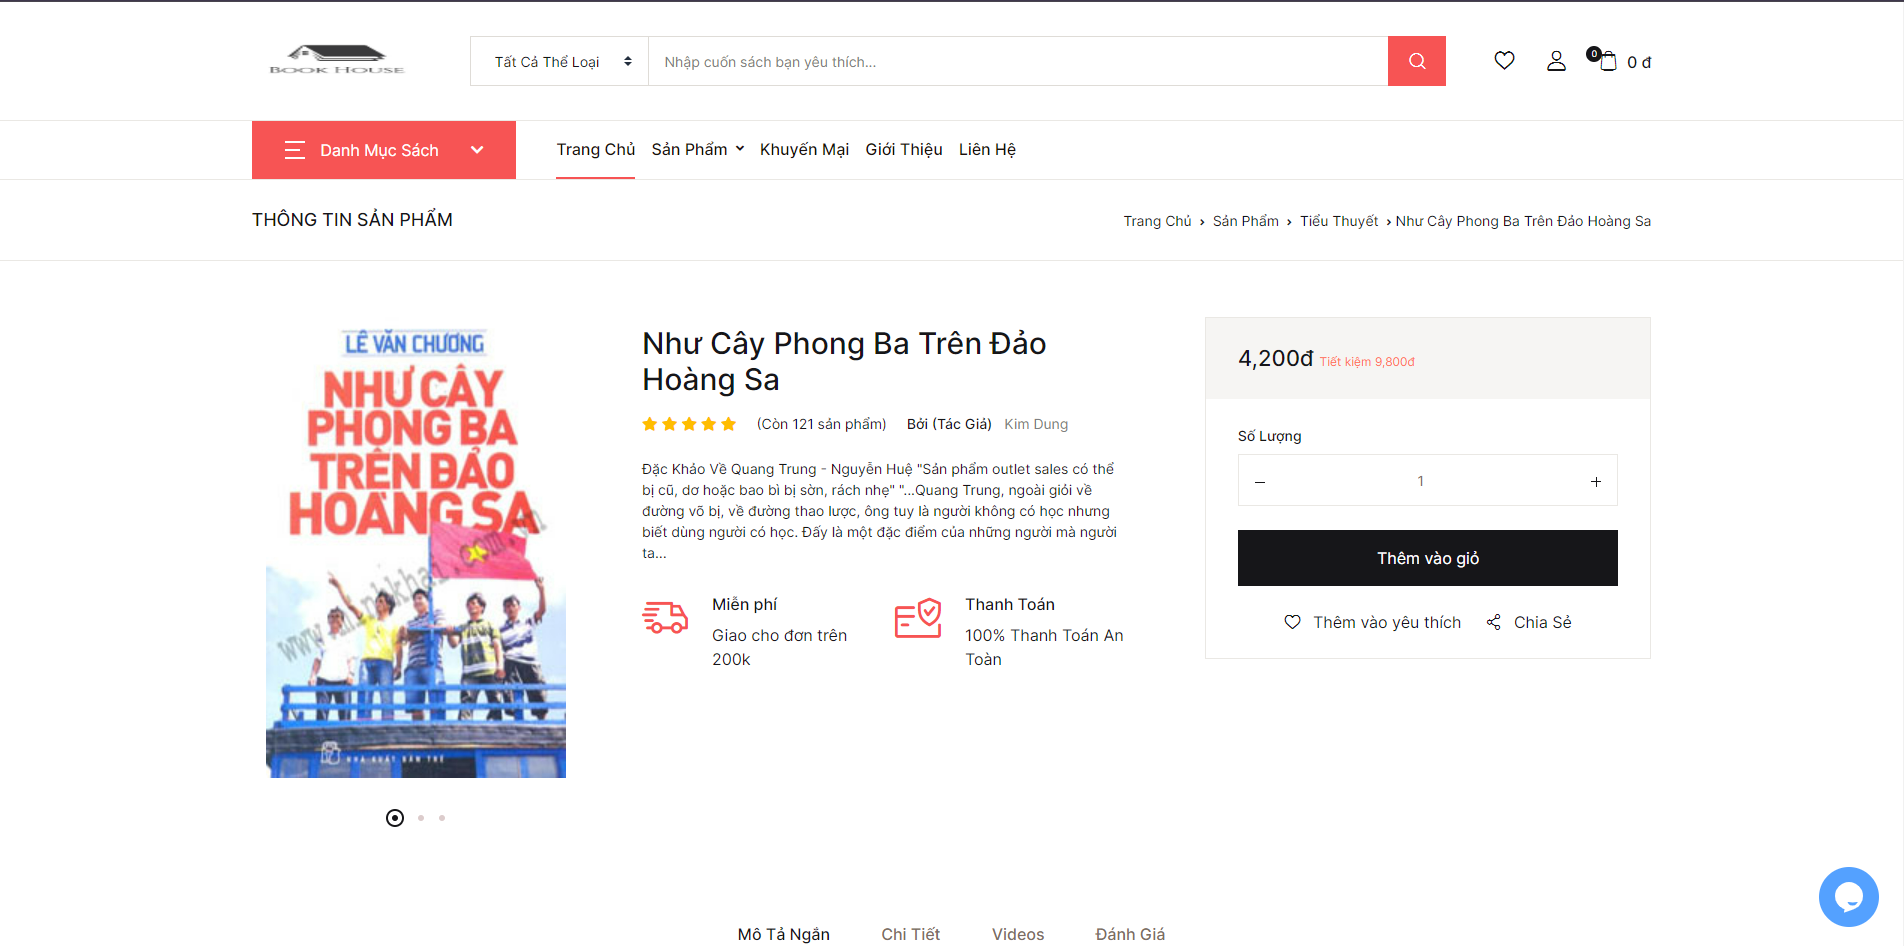 BOOK HOUSE
Tất Cả Thể Loại
Nhập cuốn sách bạn yêu thích...
0
0 đ
Danh Mục Sách
Trang Chủ
Sản Phẩm
Khuyến Mại
Giới Thiệu
Liên Hệ
THÔNG TIN SẢN PHẨM
Trang Chủ > Sản Phẩm > Tiểu Thuyết > Như Cây Phong Ba Trên Đảo Hoàng Sa
LÊ VĂN CHƯƠNG
NHƯ CÂY
PHONG BA
TRÊN ĐẢO
HOÀNG SA
NHÀ XUẤT BẢN TRẺ
Như Cây Phong Ba Trên Đảo
Hoàng Sa
(Còn 121 sản phẩm)
Bởi (Tác Giả) Kim Dung
Đặc Khảo Về Quang Trung - Nguyễn Huệ "Sản phẩm outlet sales có thể
bị cũ, dơ hoặc bao bì bị sờn, rách nhẹ" "...Quang Trung, ngoài giỏi về
đường võ bị, về đường thao lược, ông tuy là người không có học nhưng
biết dùng người có học. Đấy là một đặc điểm của những người mà người
ta...
Miễn phí
Giao cho đơn trên
200k
Thanh Toán
100% Thanh Toán An
Toàn
4,200đ Tiết kiệm 9,800đ
Số Lượng
– 1 +
Thêm vào giỏ
Thêm vào yêu thích
Chia Sẻ
Mô Tả Ngắn
Chi Tiết
Videos
Đánh Giá